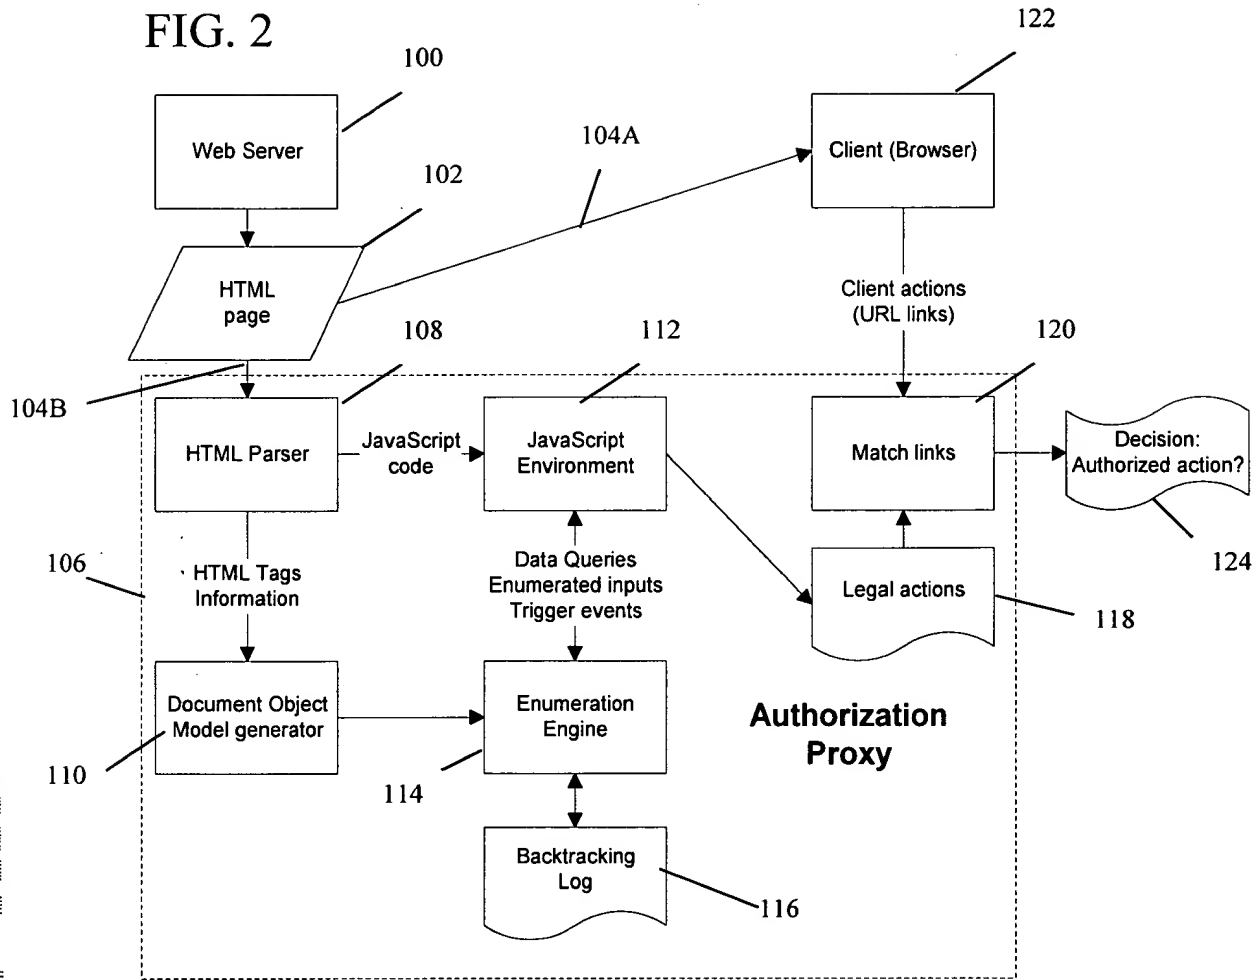 FIG. 2
122
100
Web Server
104A
Client (Browser)
102
HTML
page
Client actions
(URL links)
108
112
120
104B
HTML Parser
JavaScript
code
JavaScript
Environment
Match links
Decision:
Authorized action?
124
106
HTML Tags
Information
Data Queries
Enumerated inputs
Trigger events
Legal actions
118
Document Object
Model generator
110
Enumeration
Engine
114
Authorization
Proxy
Backtracking
Log
116